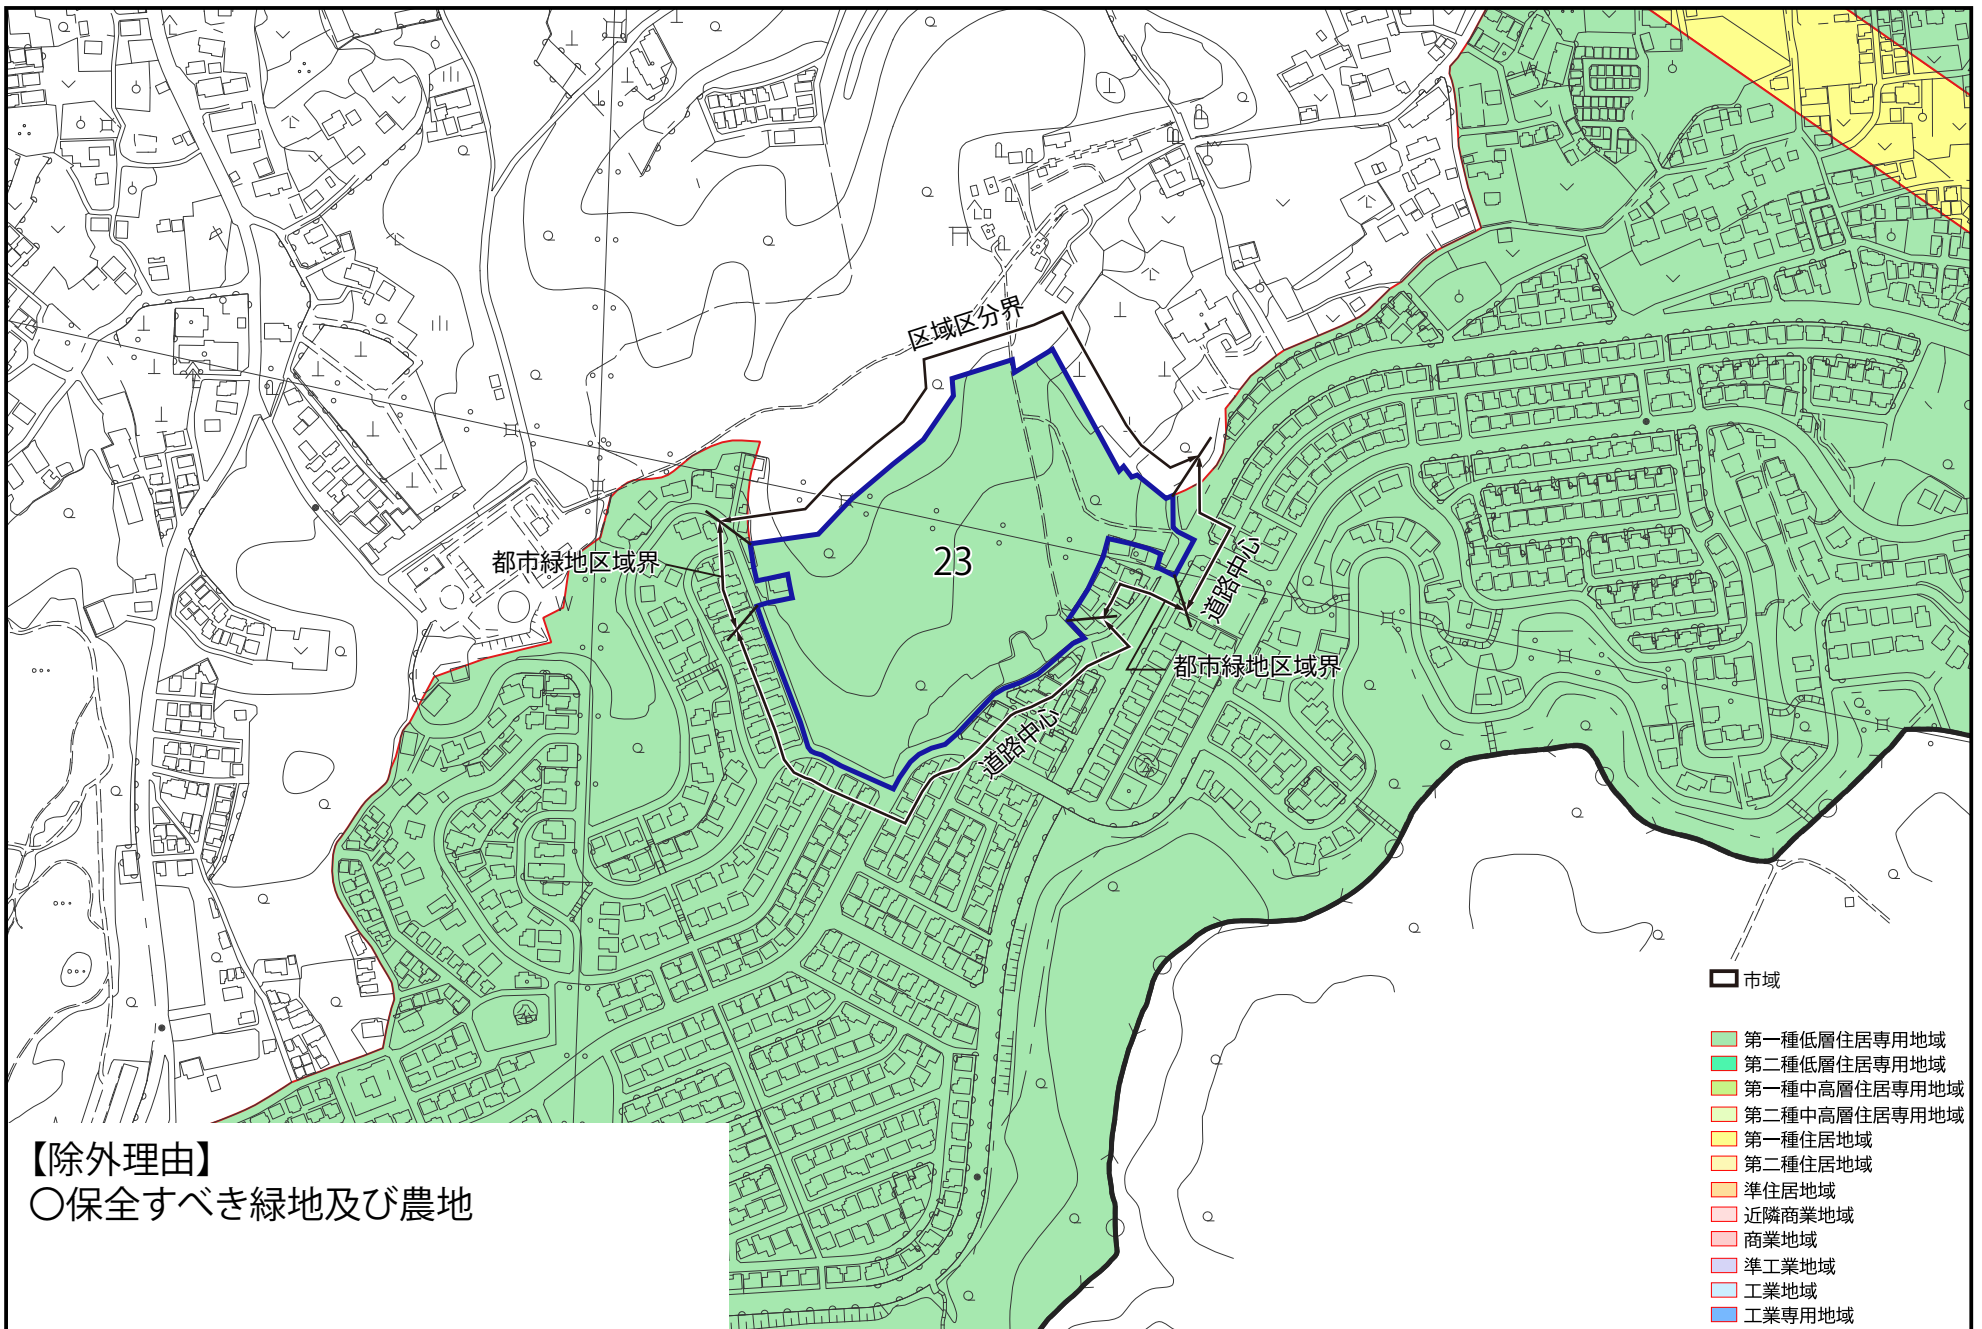 区域区分界
都市緑地区域界
23
道路中心
都市緑地区域界
道路中心
市域
第一種低層住居専用地域
第二種低層住居専用地域
第一種中高層住居専用地域
第二種中高層住居専用地域
第一種住居地域
第二種住居地域
準住居地域
近隣商業地域
商業地域
準工業地域
工業地域
工業専用地域
【除外理由】
〇保全すべき緑地及び農地